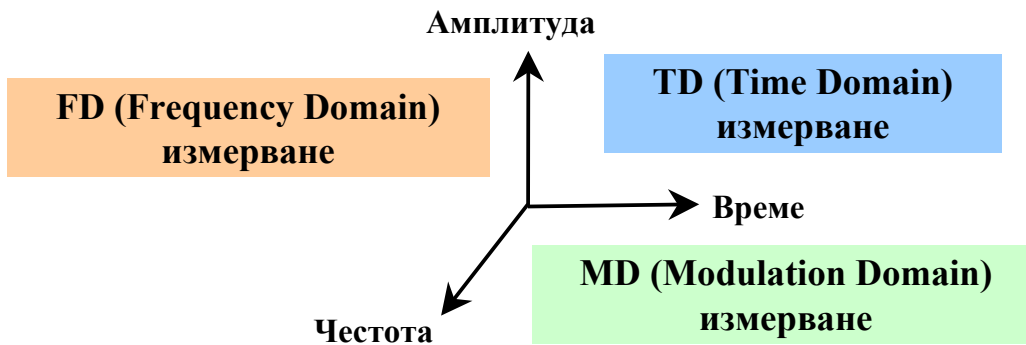 Амплитуда
FD (Frequency Domain)
измерване
TD (Time Domain)
измерване
Време
MD (Modulation Domain)
измерване
Честота